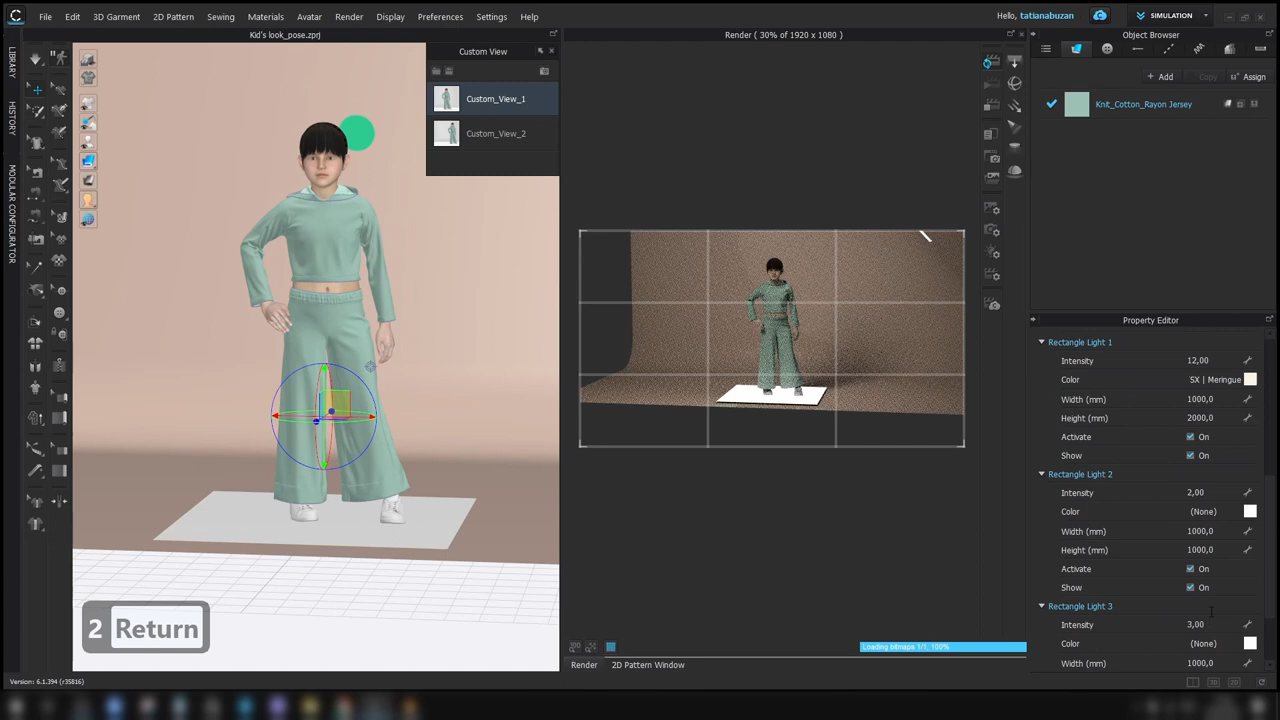 File Edit 3D Garment 2D Pattern Sewing Materials Avatar Render Display Preferences Settings Help
Hello, tatianabuzan SIMULATION
Kid's look_pose.zprj
Render ( 30% of 1920 x 1080 )
Object Browser
LIBRARY
HISTORY
MODULAR CONFIGURATOR
Custom View
Custom_View_1
Custom_View_2
Add Copy Assign
Knit_Cotton_Rayon Jersey
Property Editor
Rectangle Light 1
Intensity 12,00
Color SX | Meringue
Width (mm) 1000,0
Height (mm) 2000,0
Activate On
Show On
Rectangle Light 2
Intensity 2,00
Color (None)
Width (mm) 1000,0
Height (mm) 1000,0
Activate On
Show On
Rectangle Light 3
Intensity 3,00
Color (None)
Width (mm) 1000,0
2 Return
Loading bitmaps 1/1, 100%
Render 2D Pattern Window
Version: 6.1.394 (r35816)
3D 2D